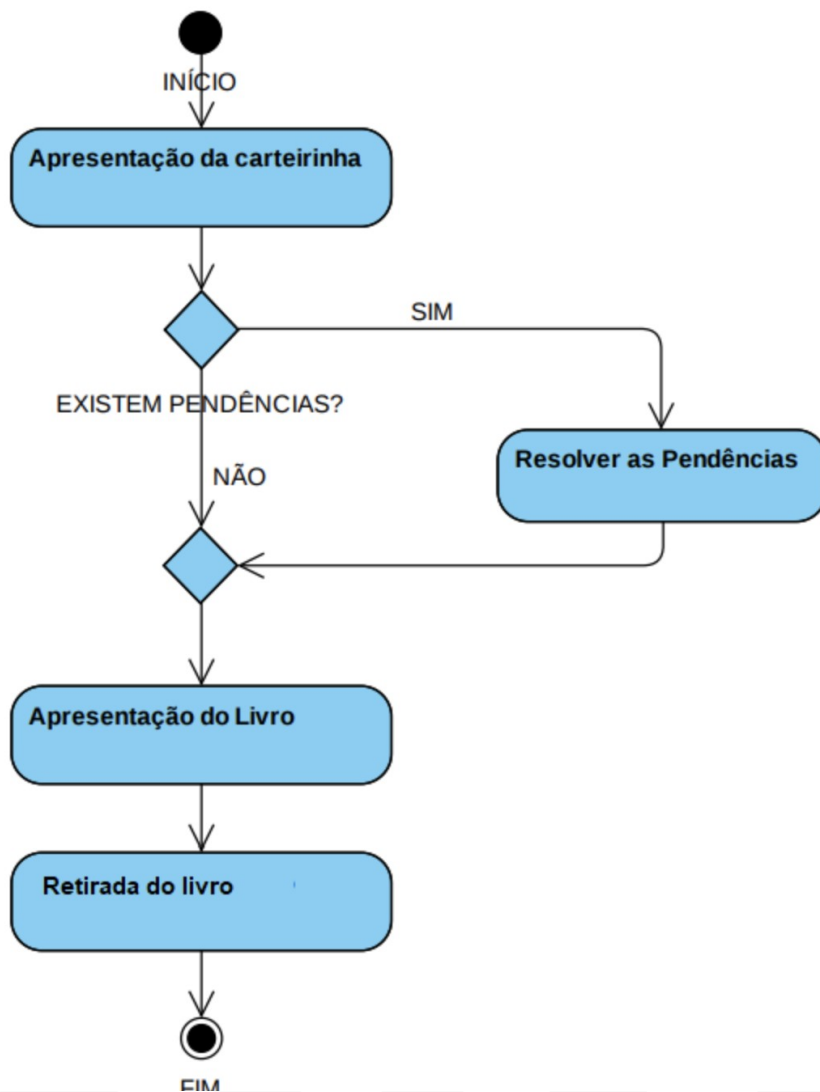 INÍCIO
Apresentação da carteirinha
SIM
EXISTEM PENDÊNCIAS?
Resolver as Pendências
NÃO
Apresentação do Livro
Retirada do livro
FIM